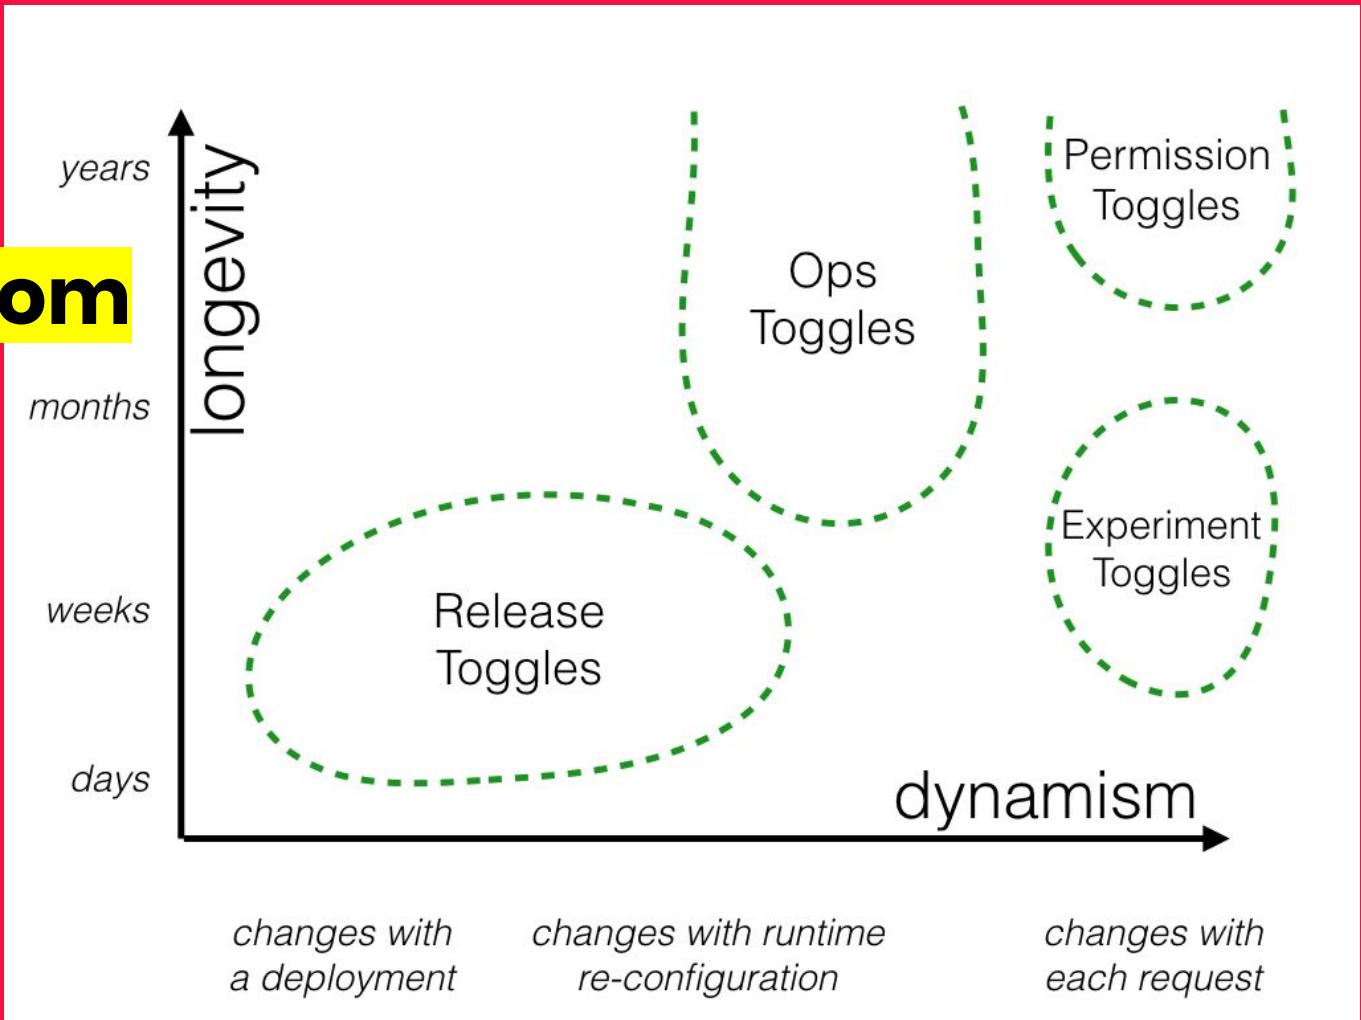 years
longevity
om
months
weeks
days
Permission
Toggles
Ops
Toggles
Experiment
Toggles
Release
Toggles
dynamism
changes with
a deployment
changes with runtime
re-configuration
changes with
each request